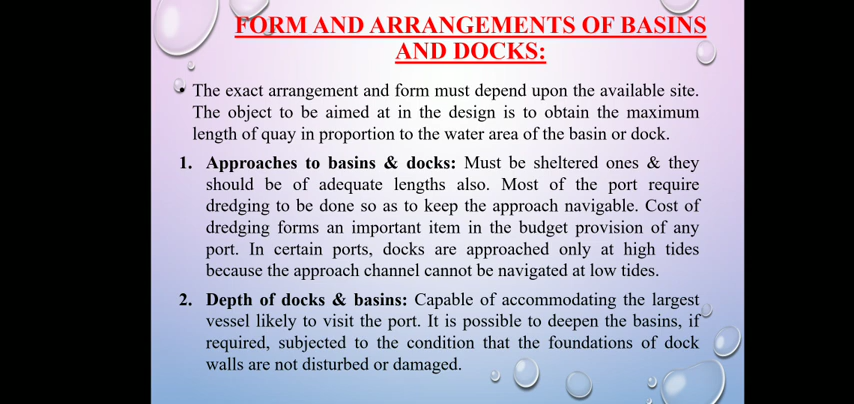 FORM AND ARRANGEMENTS OF BASINS
AND DOCKS:
• The exact arrangement and form must depend upon the available site.
The object to be aimed at in the design is to obtain the maximum
length of quay in proportion to the water area of the basin or dock.
1. Approaches to basins & docks: Must be sheltered ones & they
should be of adequate lengths also. Most of the port require
dredging to be done so as to keep the approach navigable. Cost of
dredging forms an important item in the budget provision of any
port. In certain ports, docks are approached only at high tides
because the approach channel cannot be navigated at low tides.
2. Depth of docks & basins: Capable of accommodating the largest
vessel likely to visit the port. It is possible to deepen the basins, if
required, subjected to the condition that the foundations of dock
walls are not disturbed or damaged.